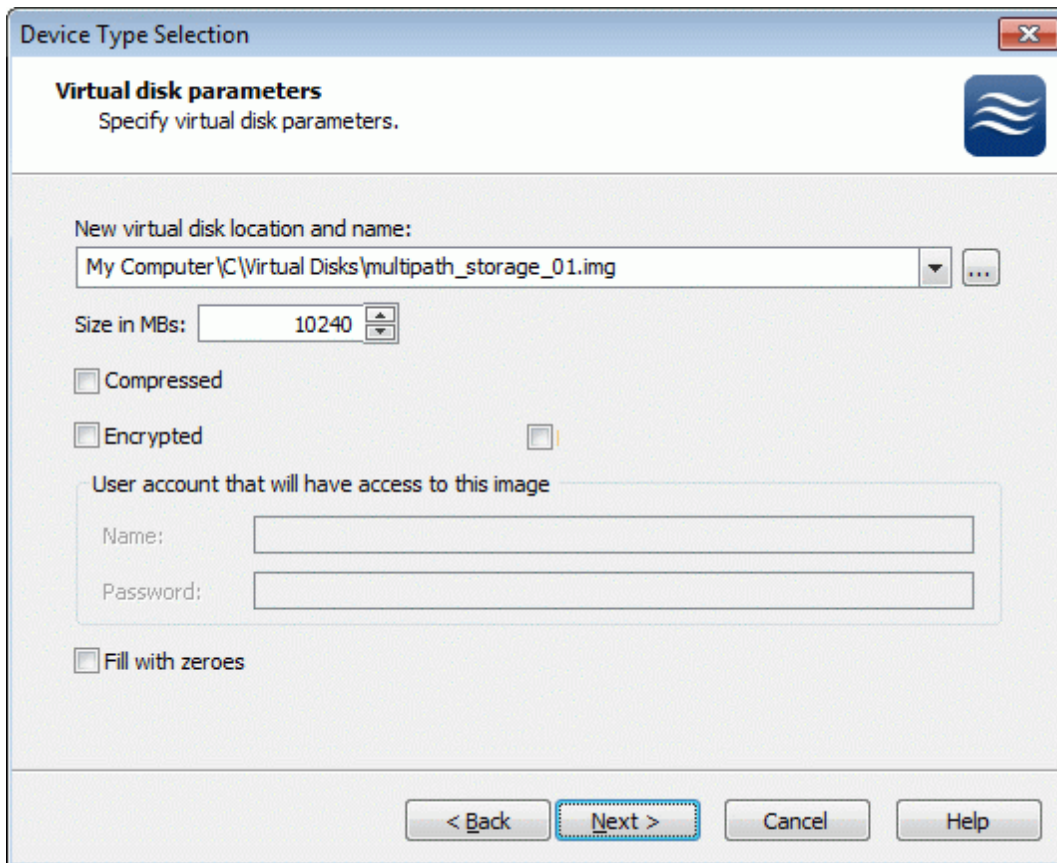 Device Type Selection
Virtual disk parameters
Specify virtual disk parameters.
New virtual disk location and name:
My Computer\C\Virtual Disks\multipath_storage_01.img
...
Size in MBs: 10240
Compressed
Encrypted
User account that will have access to this image
Name:
Password:
Fill with zeroes
< Back Next > Cancel Help